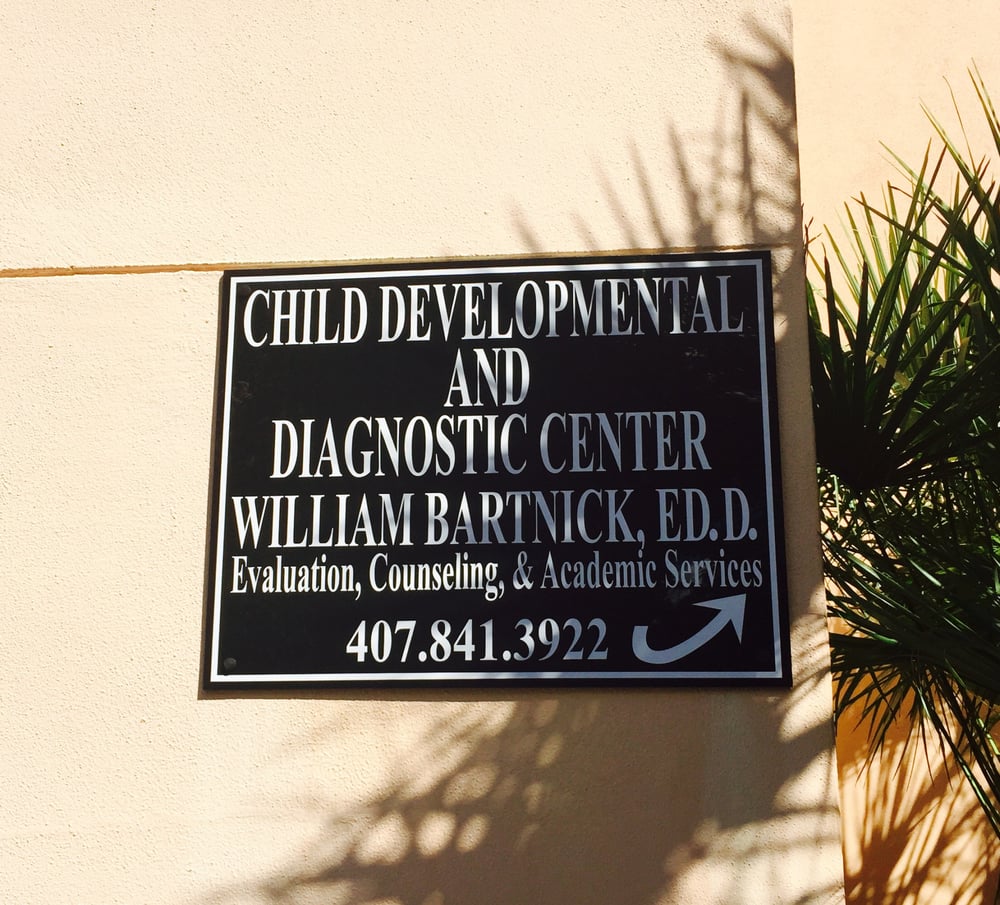 CHILD DEVELOPMENTAL
AND
DIAGNOSTIC CENTER
WILLIAM BARTNICK, ED.D.
Evaluation, Counseling, & Academic Services
407.841.3922